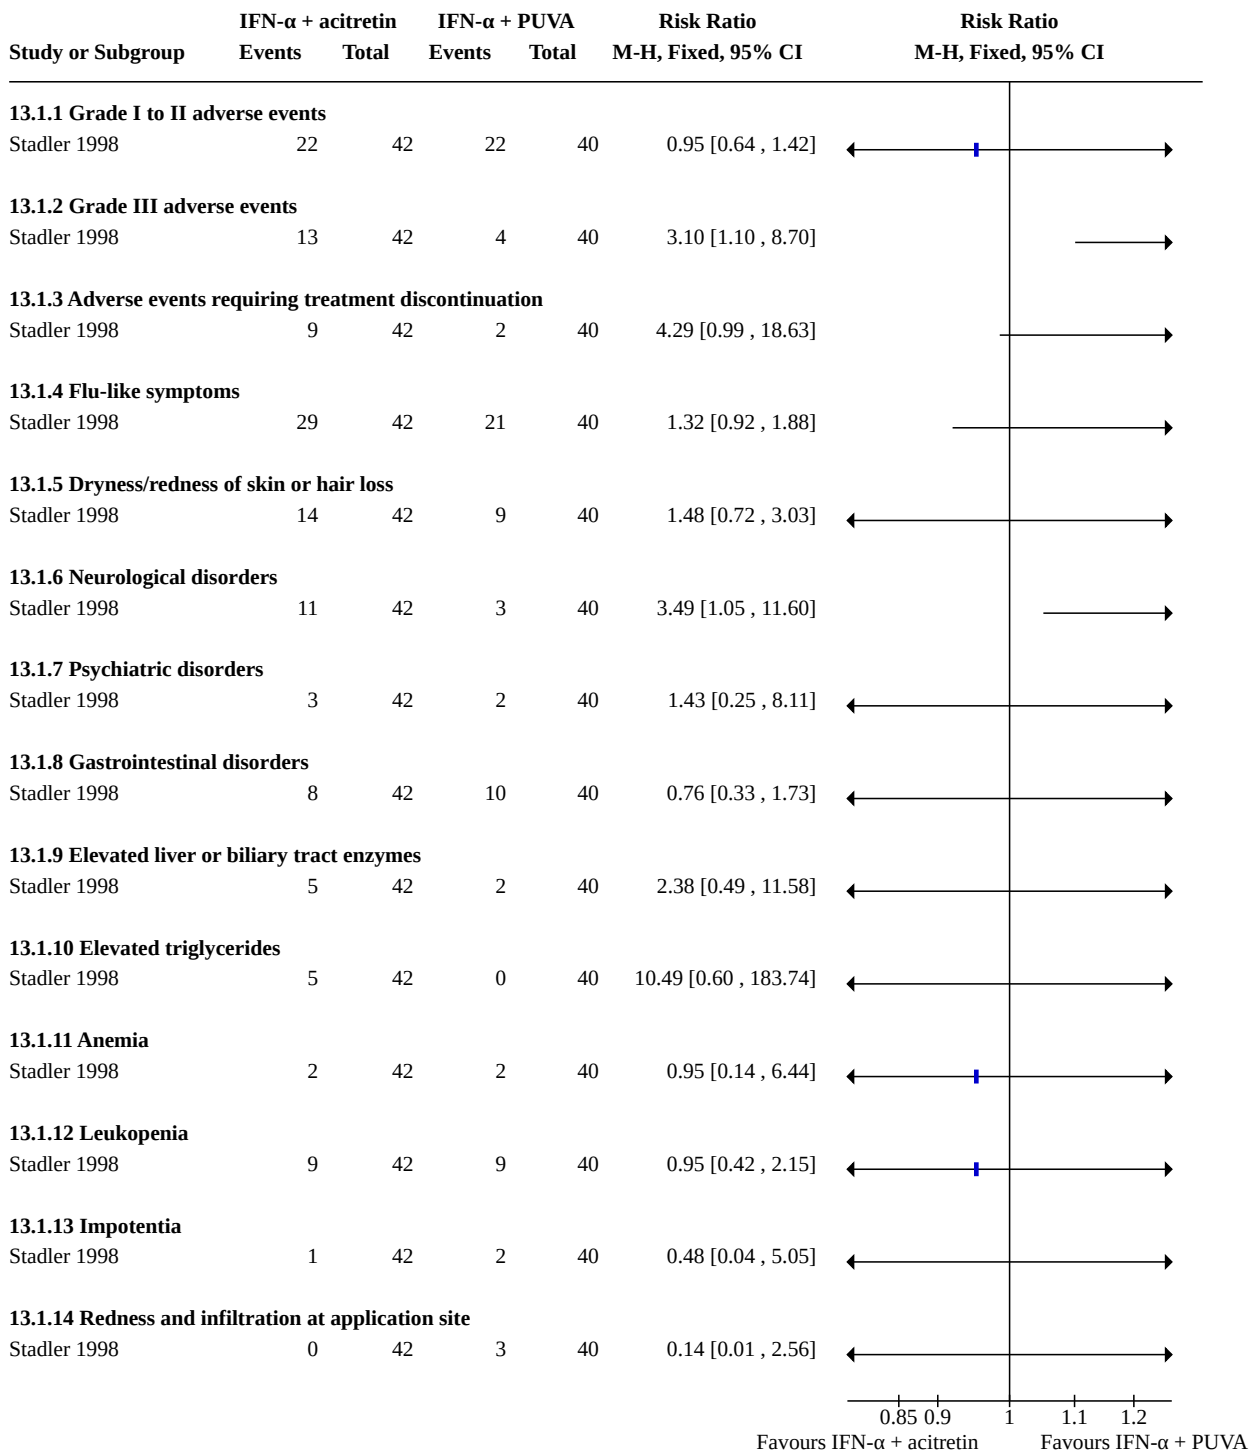 IFN-α + acitretin IFN-α + PUVA Risk Ratio Risk Ratio
Study or Subgroup Events Total Events Total M-H, Fixed, 95% CI M-H, Fixed, 95% CI
13.1.1 Grade I to II adverse events
Stadler 1998 22 42 22 40 0.95 [0.64 , 1.42]
13.1.2 Grade III adverse events
Stadler 1998 13 42 4 40 3.10 [1.10 , 8.70]
13.1.3 Adverse events requiring treatment discontinuation
Stadler 1998 9 42 2 40 4.29 [0.99 , 18.63]
13.1.4 Flu-like symptoms
Stadler 1998 29 42 21 40 1.32 [0.92 , 1.88]
13.1.5 Dryness/redness of skin or hair loss
Stadler 1998 14 42 9 40 1.48 [0.72 , 3.03]
13.1.6 Neurological disorders
Stadler 1998 11 42 3 40 3.49 [1.05 , 11.60]
13.1.7 Psychiatric disorders
Stadler 1998 3 42 2 40 1.43 [0.25 , 8.11]
13.1.8 Gastrointestinal disorders
Stadler 1998 8 42 10 40 0.76 [0.33 , 1.73]
13.1.9 Elevated liver or biliary tract enzymes
Stadler 1998 5 42 2 40 2.38 [0.49 , 11.58]
13.1.10 Elevated triglycerides
Stadler 1998 5 42 0 40 10.49 [0.60 , 183.74]
13.1.11 Anemia
Stadler 1998 2 42 2 40 0.95 [0.14 , 6.44]
13.1.12 Leukopenia
Stadler 1998 9 42 9 40 0.95 [0.42 , 2.15]
13.1.13 Impotentia
Stadler 1998 1 42 2 40 0.48 [0.04 , 5.05]
13.1.14 Redness and infiltration at application site
Stadler 1998 0 42 3 40 0.14 [0.01 , 2.56]
0.85 0.9 1 1.1 1.2
Favours IFN-α + acitretin Favours IFN-α + PUVA